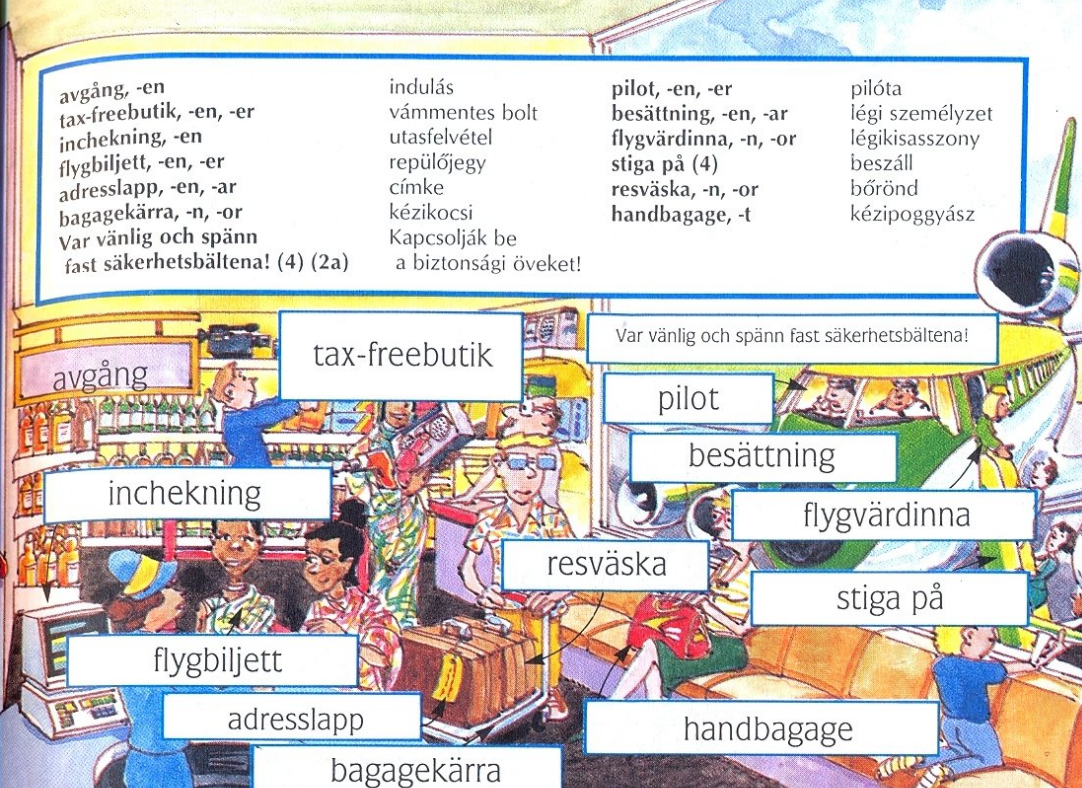 avgång, -en
tax-freebutik, -en, -er
inchekning, -en
flygbiljett, -en, -er
adresslapp, -en, -ar
bagagekärra, -n, -or
Var vänlig och spänn
fast säkerhetsbältena! (4) (2a)
indulás
vámmentes bolt
utasfelvétel
repülőjegy
címke
kézikocsi
Kapcsolják be
a biztonsági öveket!
pilot, -en, -er
besättning, -en, -ar
flygvärdinna, -n, -or
stiga på (4)
resväska, -n, -or
handbagage, -t
pilóta
légi személyzet
légikisasszony
beszáll
bőrönd
kézipoggyász
avgång
tax-freebutik
Var vänlig och spänn fast säkerhetsbältena!
pilot
besättning
inchekning
flygvärdinna
resväska
stiga på
flygbiljett
adresslapp
handbagage
bagagekärra